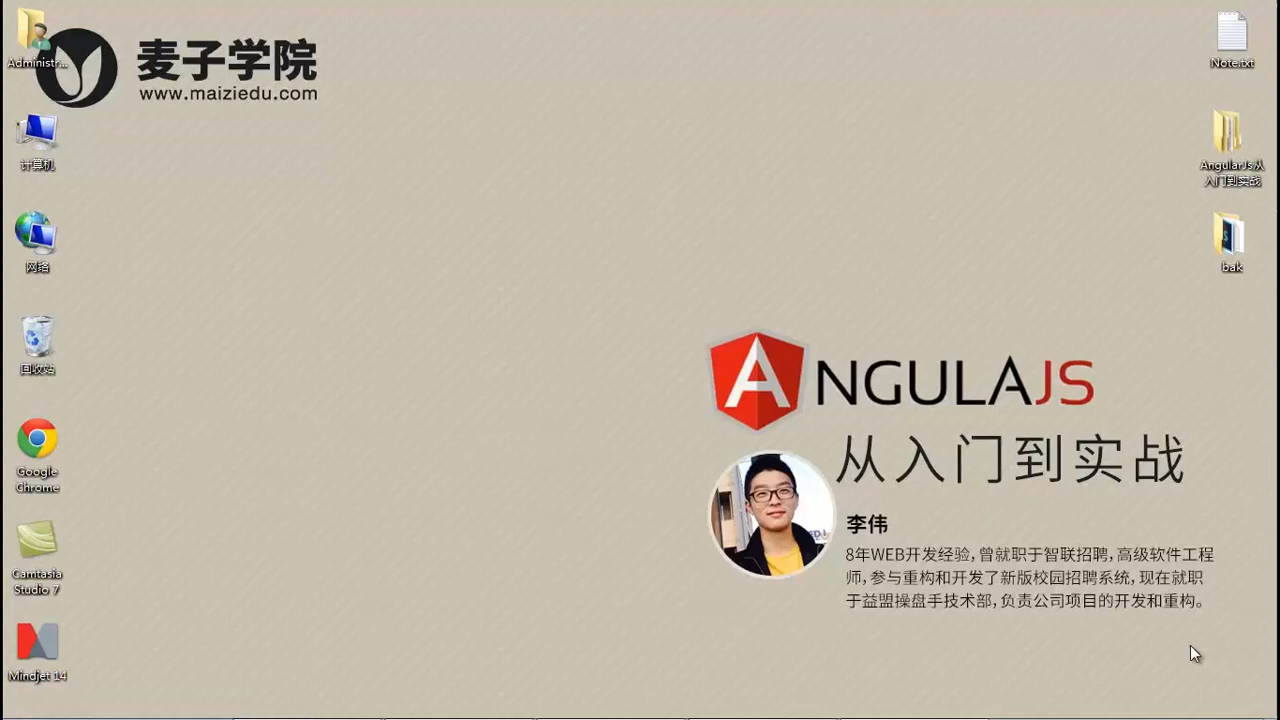 Administr...
麦子学院
www.maiziedu.com
计算机
网络
回收站
Google
Chrome
Camtasia
Studio 7
Mindjet 14
Note.txt
AngularJs从
入门到实战
bak
ANGULAJS
从入门到实战
李伟
8年WEB开发经验,曾就职于智联招聘,高级软件工程
师,参与重构和开发了新版校园招聘系统,现在就职
于益盟操盘手技术部,负责公司项目的开发和重构。